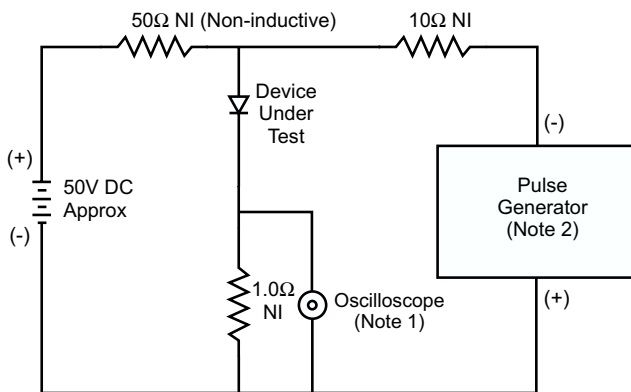 50Ω NI (Non-inductive)
10Ω NI
Device
Under
Test
(-)
(+)
50V DC
Approx
(-)
Pulse
Generator
(Note 2)
1.0Ω
NI
Oscilloscope
(Note 1)
(+)